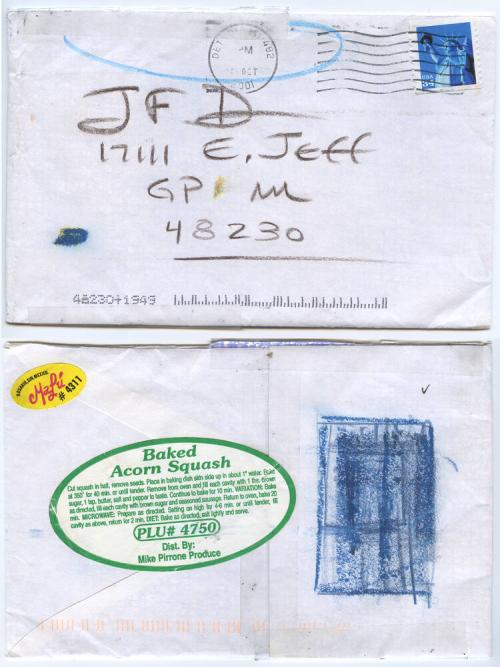 482
PM
OCT
2001
USA
34
JFD
17111 E. Jeff
GP M
48230
48230+1949
MaLú
# 4311
Baked
Acorn Squash
Cut squash in half, remove seeds. Place in baking dish skin side up in about 1" water. Bake
at 350° for 40 min. or until tender. Remove from oven and fill each cavity with 1 tbs. brown
sugar, 1 tsp. butter, salt and pepper to taste. Continue to bake for 10 min. VARIATION: Bake
as directed, fill each cavity with brown sugar and seasoned sausage. Return to oven, bake 20
min. MICROWAVE: Prepare as directed. Setting on high for 4-6 min. or until tender, fill
cavity as above, return for 2 min. DIET: Bake as directed, salt lightly and serve.
PLU# 4750
Dist. By:
Mike Pirrone Produce